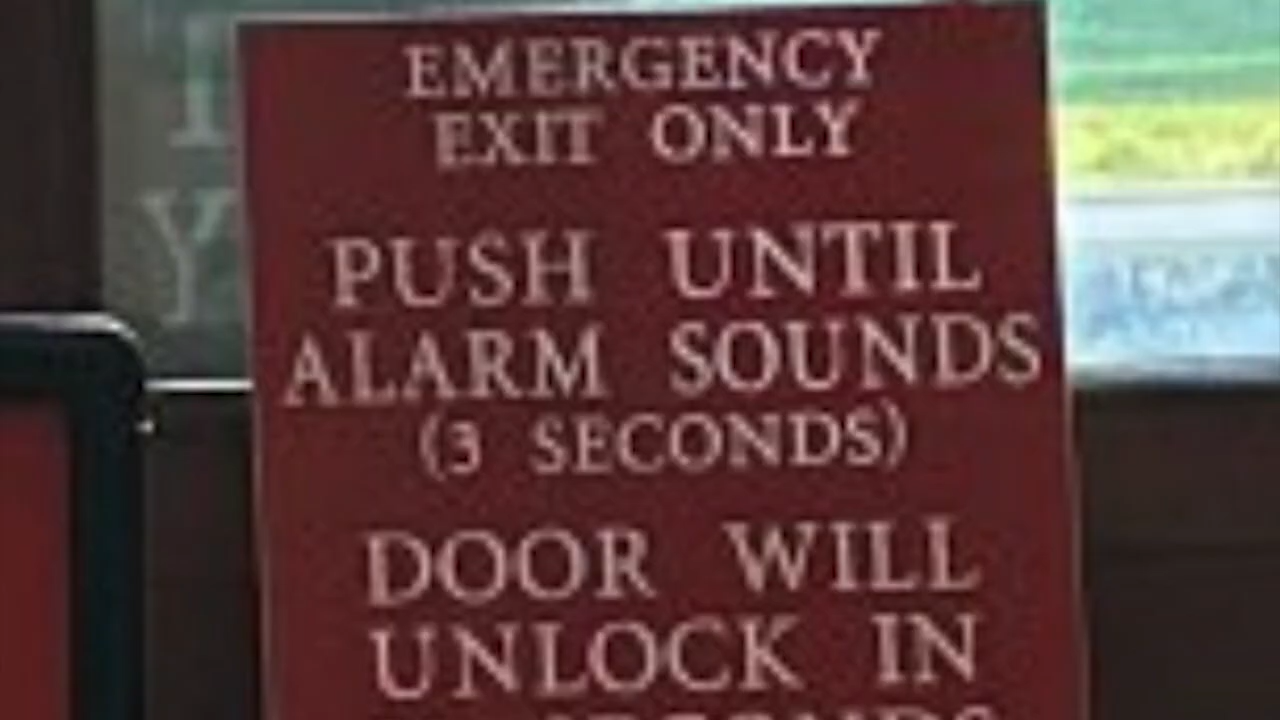 EMERGENCY
EXIT ONLY
PUSH UNTIL
ALARM SOUNDS
(3 SECONDS)
DOOR WILL
UNLOCK IN